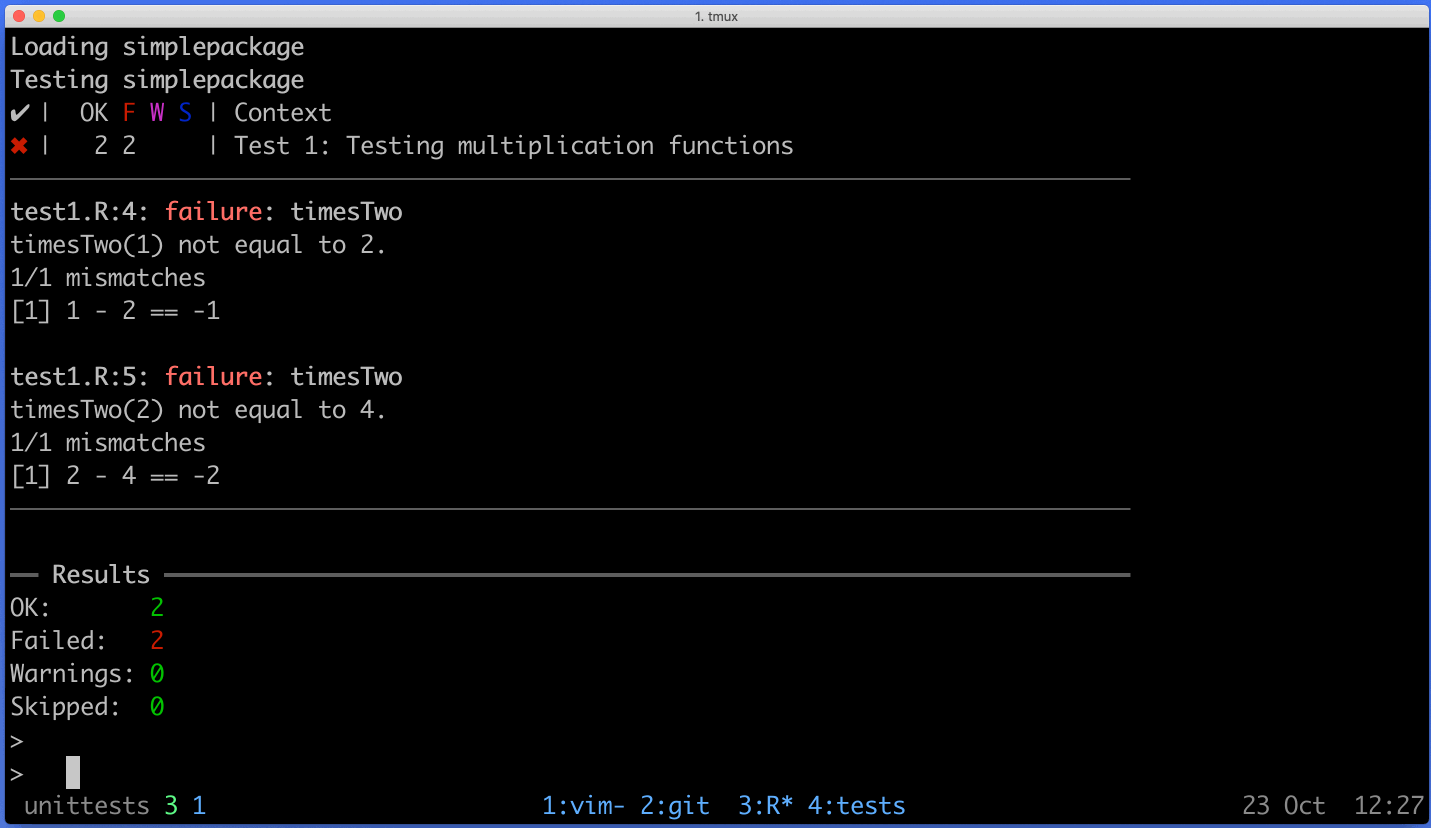 1. tmux
Loading simplepackage
Testing simplepackage
✔ |  OK F W S | Context
✖ |   2 2     | Test 1: Testing multiplication functions
test1.R:4: failure: timesTwo
timesTwo(1) not equal to 2.
1/1 mismatches
[1] 1 - 2 == -1
test1.R:5: failure: timesTwo
timesTwo(2) not equal to 4.
1/1 mismatches
[1] 2 - 4 == -2
══ Results ══
OK:       2
Failed:   2
Warnings: 0
Skipped:  0
>
>
unittests 3 1 1:vim- 2:git  3:R* 4:tests 23 Oct  12:27